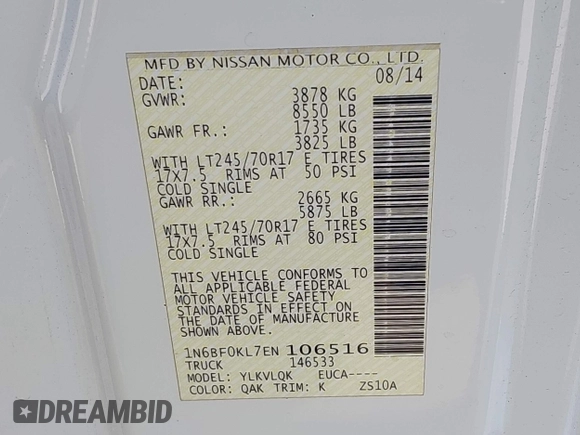 MFD BY NISSAN MOTOR CO., LTD.
DATE: 08/14
GVWR: 3878 KG
8550 LB
GAWR FR.: 1735 KG
3825 LB
WITH LT245/70R17 E TIRES
17x7.5 RIMS AT 50 PSI
COLD SINGLE
GAWR RR.: 2665 KG
5875 LB
WITH LT245/70R17 E TIRES
17x7.5 RIMS AT 80 PSI
COLD SINGLE
THIS VEHICLE CONFORMS TO
ALL APPLICABLE FEDERAL
MOTOR VEHICLE SAFETY
STANDARDS IN EFFECT ON
THE DATE OF MANUFACTURE
SHOWN ABOVE.
1N6BF0KL7EN 106516
TRUCK 146533
MODEL: YLKVLQK EUCA----
COLOR: QAK TRIM: K ZS10A
DREAMBID